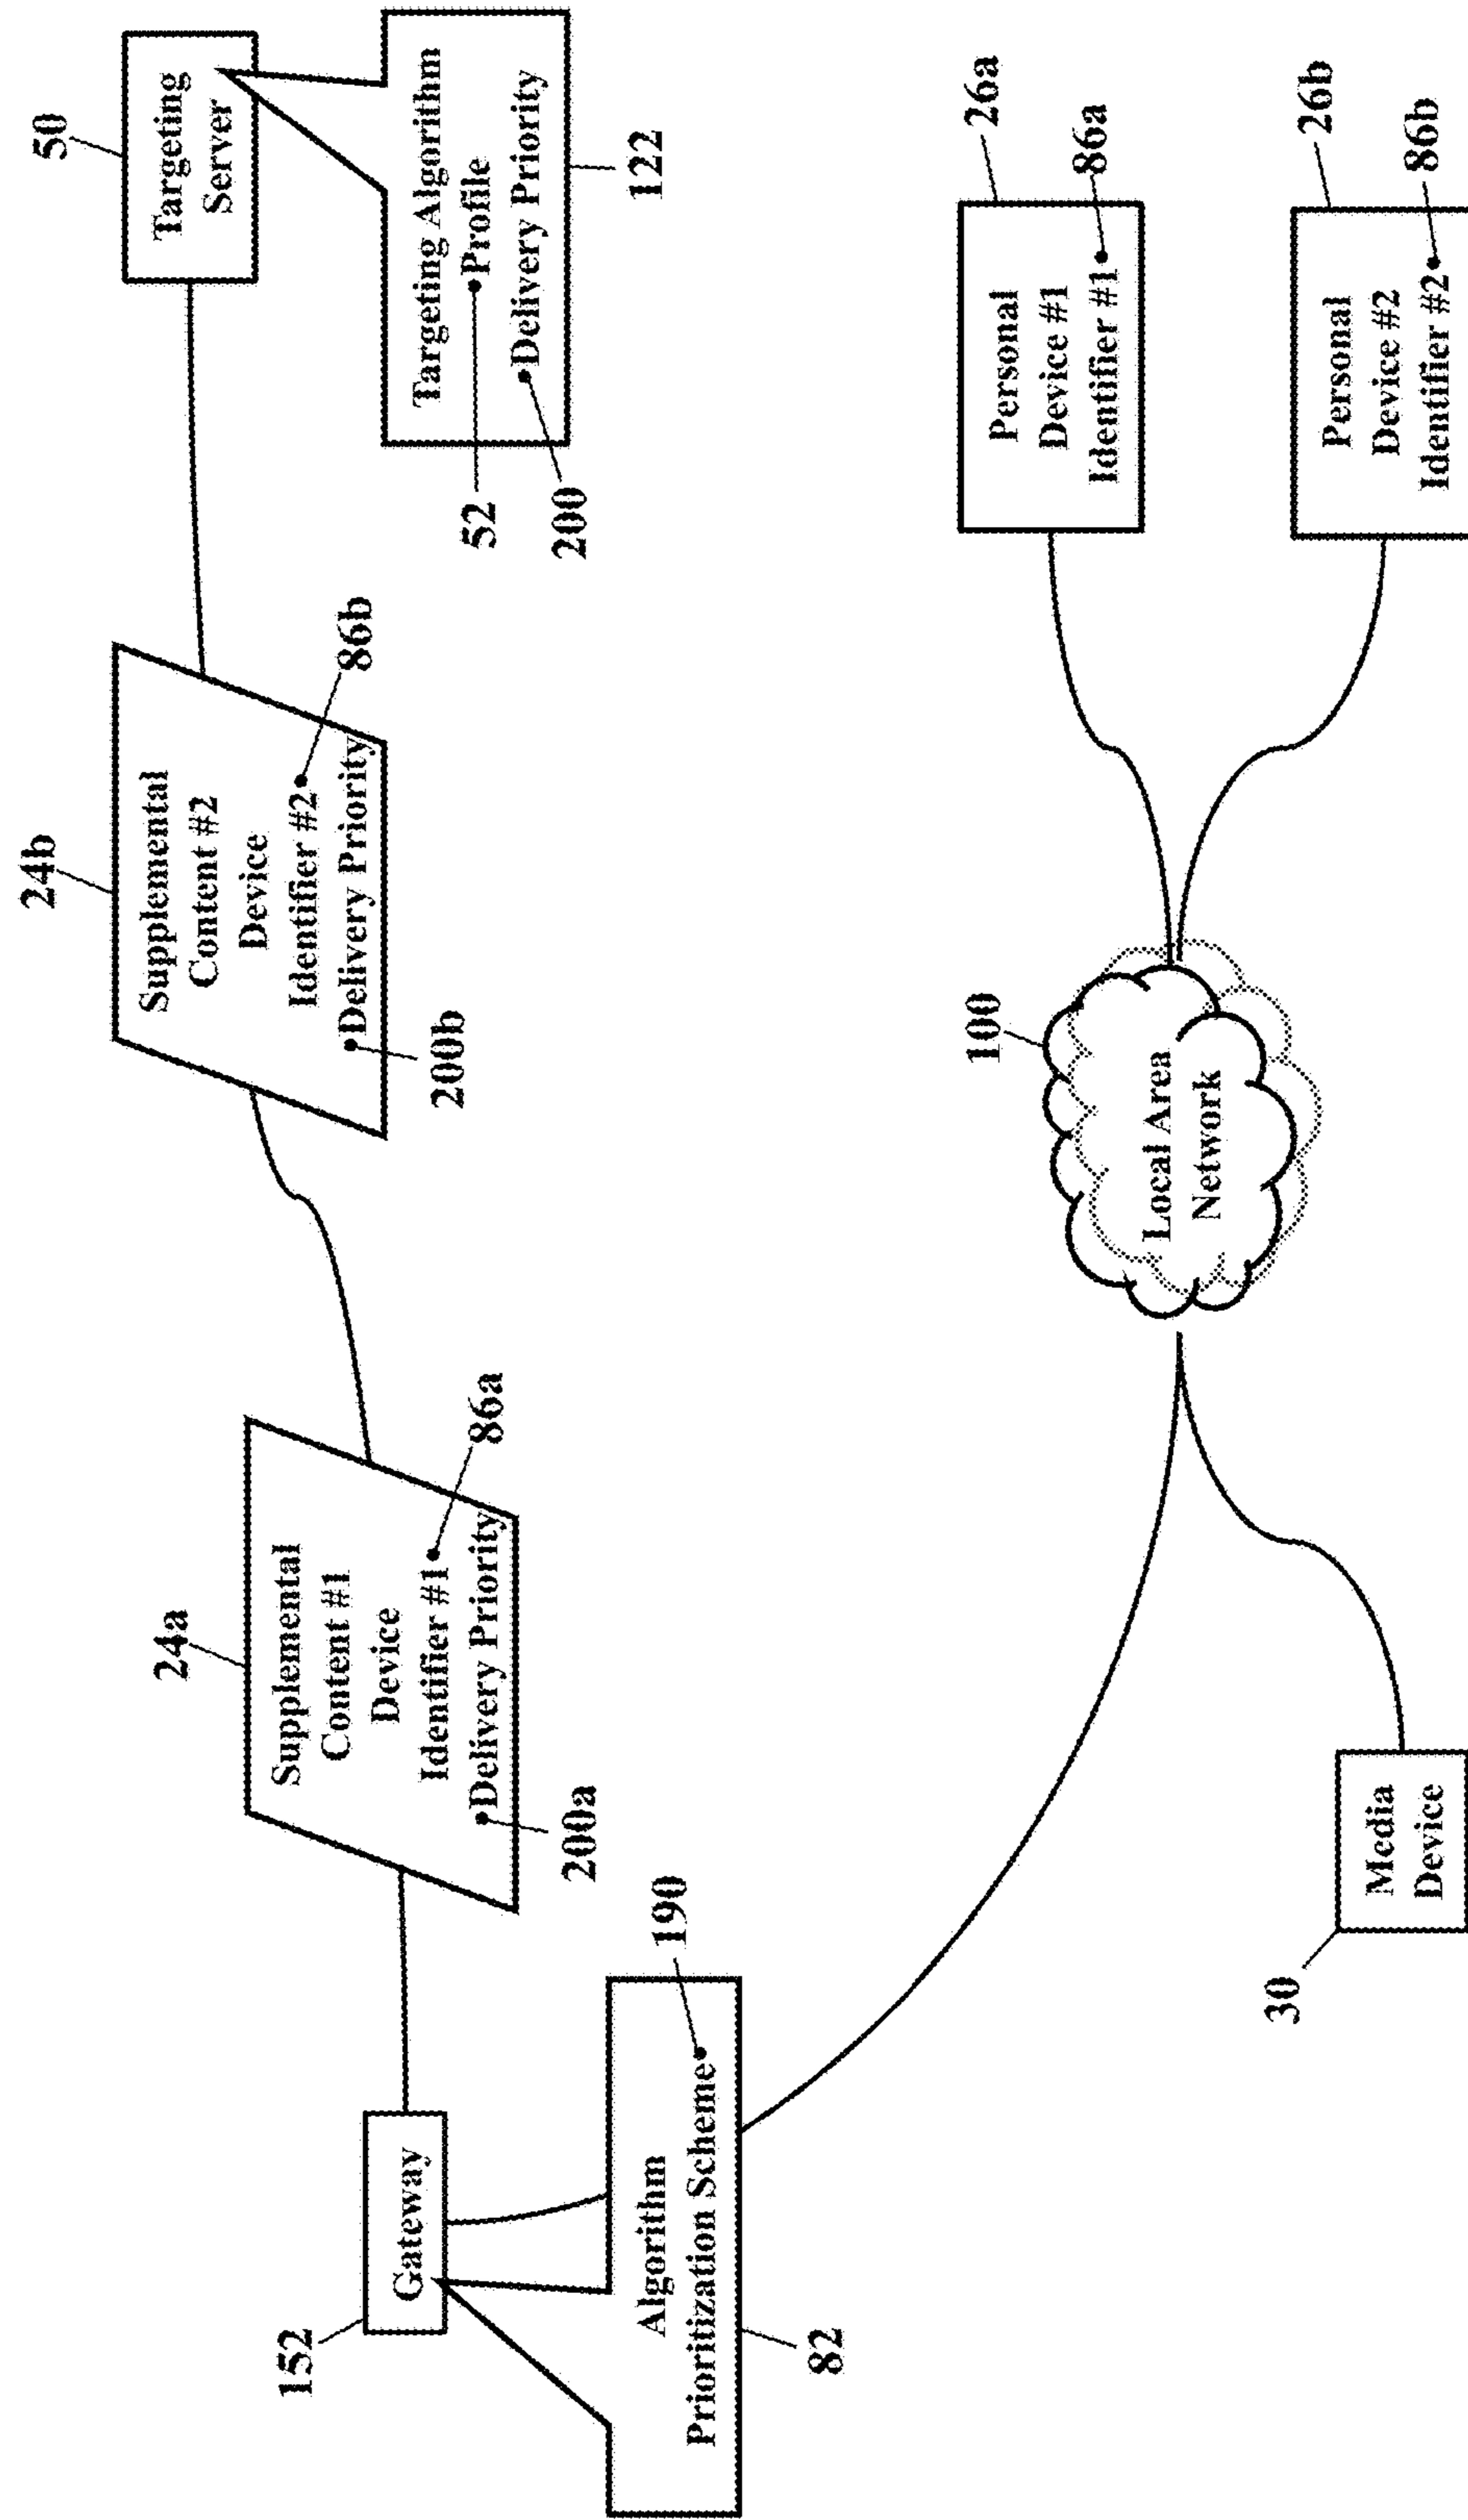 50
Targeting
Server
Targeting Algorithm
Profile
Delivery Priority
52
200
122
24b
Supplemental
Content #2
Device
Identifier #2
Delivery Priority
86b
200b
24a
Supplemental
Content #1
Device
Identifier #1
Delivery Priority
86a
200a
152
Gateway
Algorithm
Prioritization Scheme
190
82
100
Local Area
Network
26a
Personal
Device #1
Identifier #1
86a
26b
Personal
Device #2
Identifier #2
86b
30
Media
Device